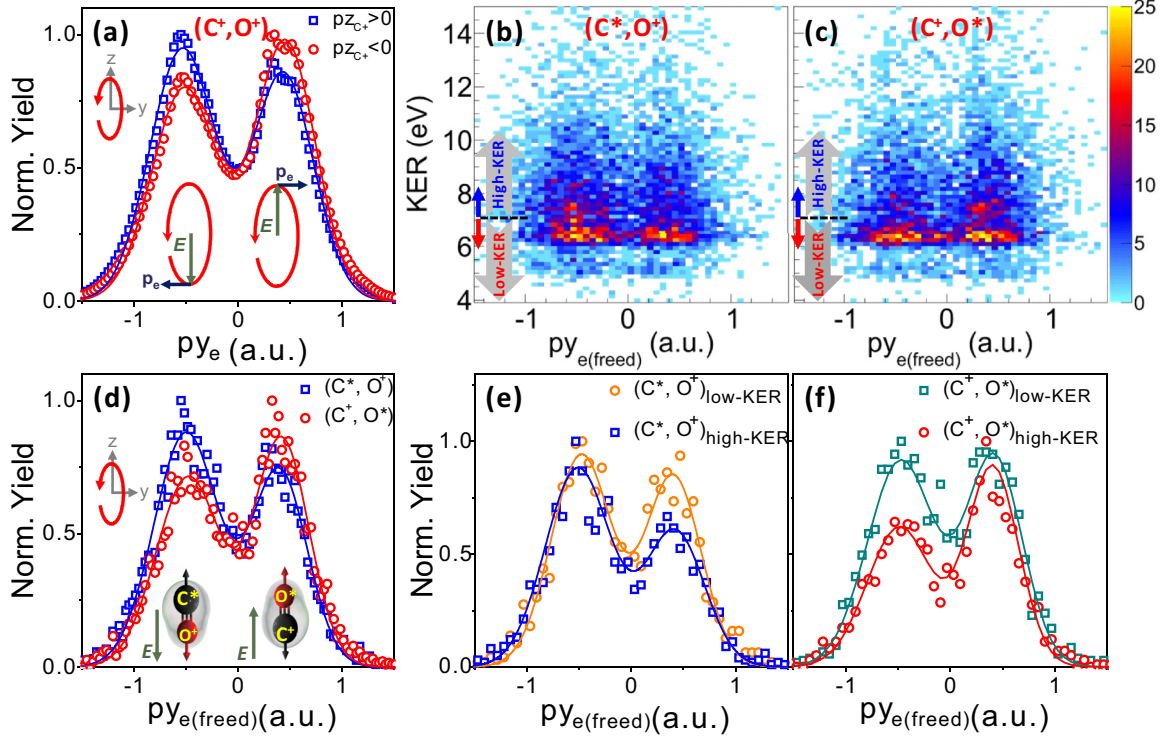 (a) (C⁺,O⁺)
pz_C+>0
pz_C+<0
z
y
E
p_e
E
p_e
1.0
0.5
0.0
Norm. Yield
-1 0 1
py_e (a.u.)
(b) (C*,O⁺)
High-KER
Low-KER
14
12
10
8
6
4
KER (eV)
-1 0 1
py_e(freed) (a.u.)
(c) (C⁺,O*)
High-KER
Low-KER
-1 0 1
py_e(freed) (a.u.)
25
20
15
10
5
0
(d)
(C*, O⁺)
(C⁺, O*)
z
y
E
C*
O⁺
E
O*
C⁺
1.0
0.5
0.0
Norm. Yield
-1 0 1
py_e(freed) (a.u.)
(e)
(C*, O⁺)_low-KER
(C*, O⁺)_high-KER
1.0
0.5
0.0
Norm. Yield
-1 0 1
py_e(freed) (a.u.)
(f)
(C⁺, O*)_low-KER
(C⁺, O*)_high-KER
-1 0 1
py_e(freed) (a.u.)